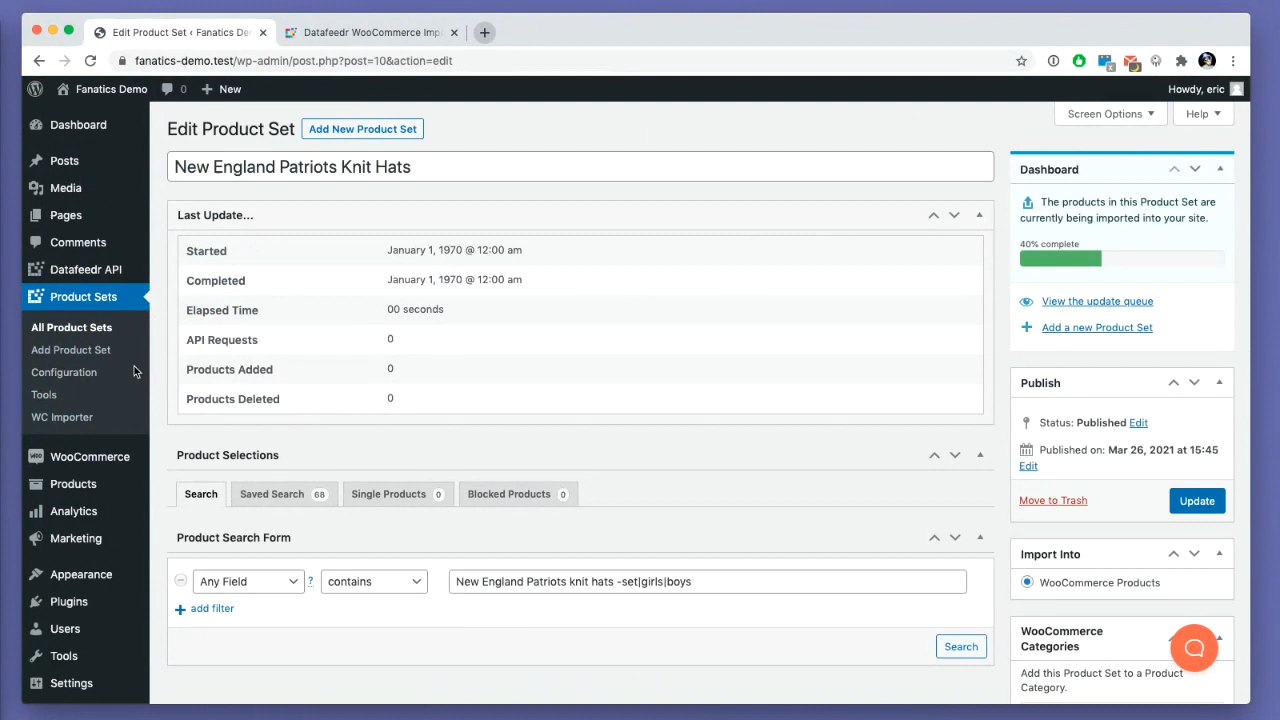 Edit Product Set ‹ Fanatics De
Datafeedr WooCommerce Imp
fanatics-demo.test/wp-admin/post.php?post=10&action=edit
Fanatics Demo
0
New
Howdy, eric
Dashboard
Posts
Media
Pages
Comments
Datafeedr API
Product Sets
All Product Sets
Add Product Set
Configuration
Tools
WC Importer
WooCommerce
Products
Analytics
Marketing
Appearance
Plugins
Users
Tools
Settings
Screen Options
Help
Edit Product Set
Add New Product Set
New England Patriots Knit Hats
Last Update...
Started January 1, 1970 @ 12:00 am
Completed January 1, 1970 @ 12:00 am
Elapsed Time 00 seconds
API Requests 0
Products Added 0
Products Deleted 0
Product Selections
Search
Saved Search 68
Single Products 0
Blocked Products 0
Product Search Form
Any Field ? contains New England Patriots knit hats -set|girls|boys
add filter
Search
Dashboard
The products in this Product Set are
currently being imported into your site.
40% complete
View the update queue
Add a new Product Set
Publish
Status: Published Edit
Published on: Mar 26, 2021 at 15:45
Edit
Move to Trash
Update
Import Into
WooCommerce Products
WooCommerce
Categories
Add this Product Set to a Product
Category.